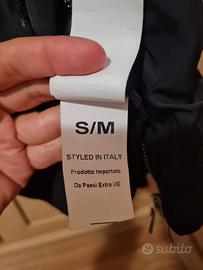 S/M
STYLED IN ITALY
Prodotto Importato
Da Paesi Extra UE
subito